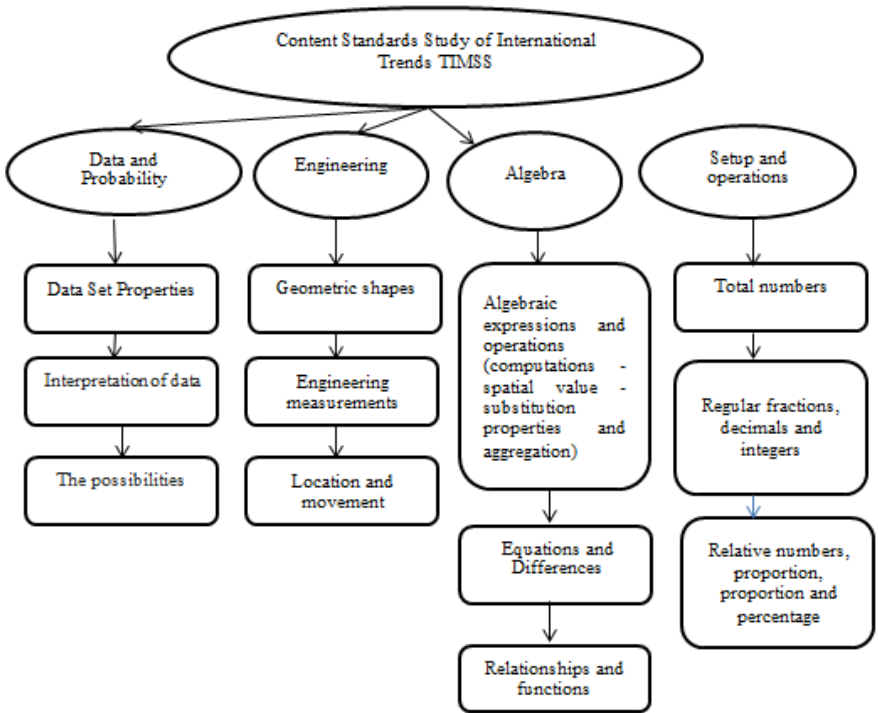 Content Standards Study of International
Trends TIMSS
Data and
Probability
Engineering
Algebra
Setup and
operations
Data Set Properties
Geometric shapes
Algebraic
expressions and
operations
(computations -
spatial value -
substitution
properties and
aggregation)
Total numbers
Interpretation of data
Engineering
measurements
Regular fractions,
decimals and
integers
The possibilities
Location and
movement
Equations and
Differences
Relative numbers,
proportion,
proportion and
percentage
Relationships and
functions